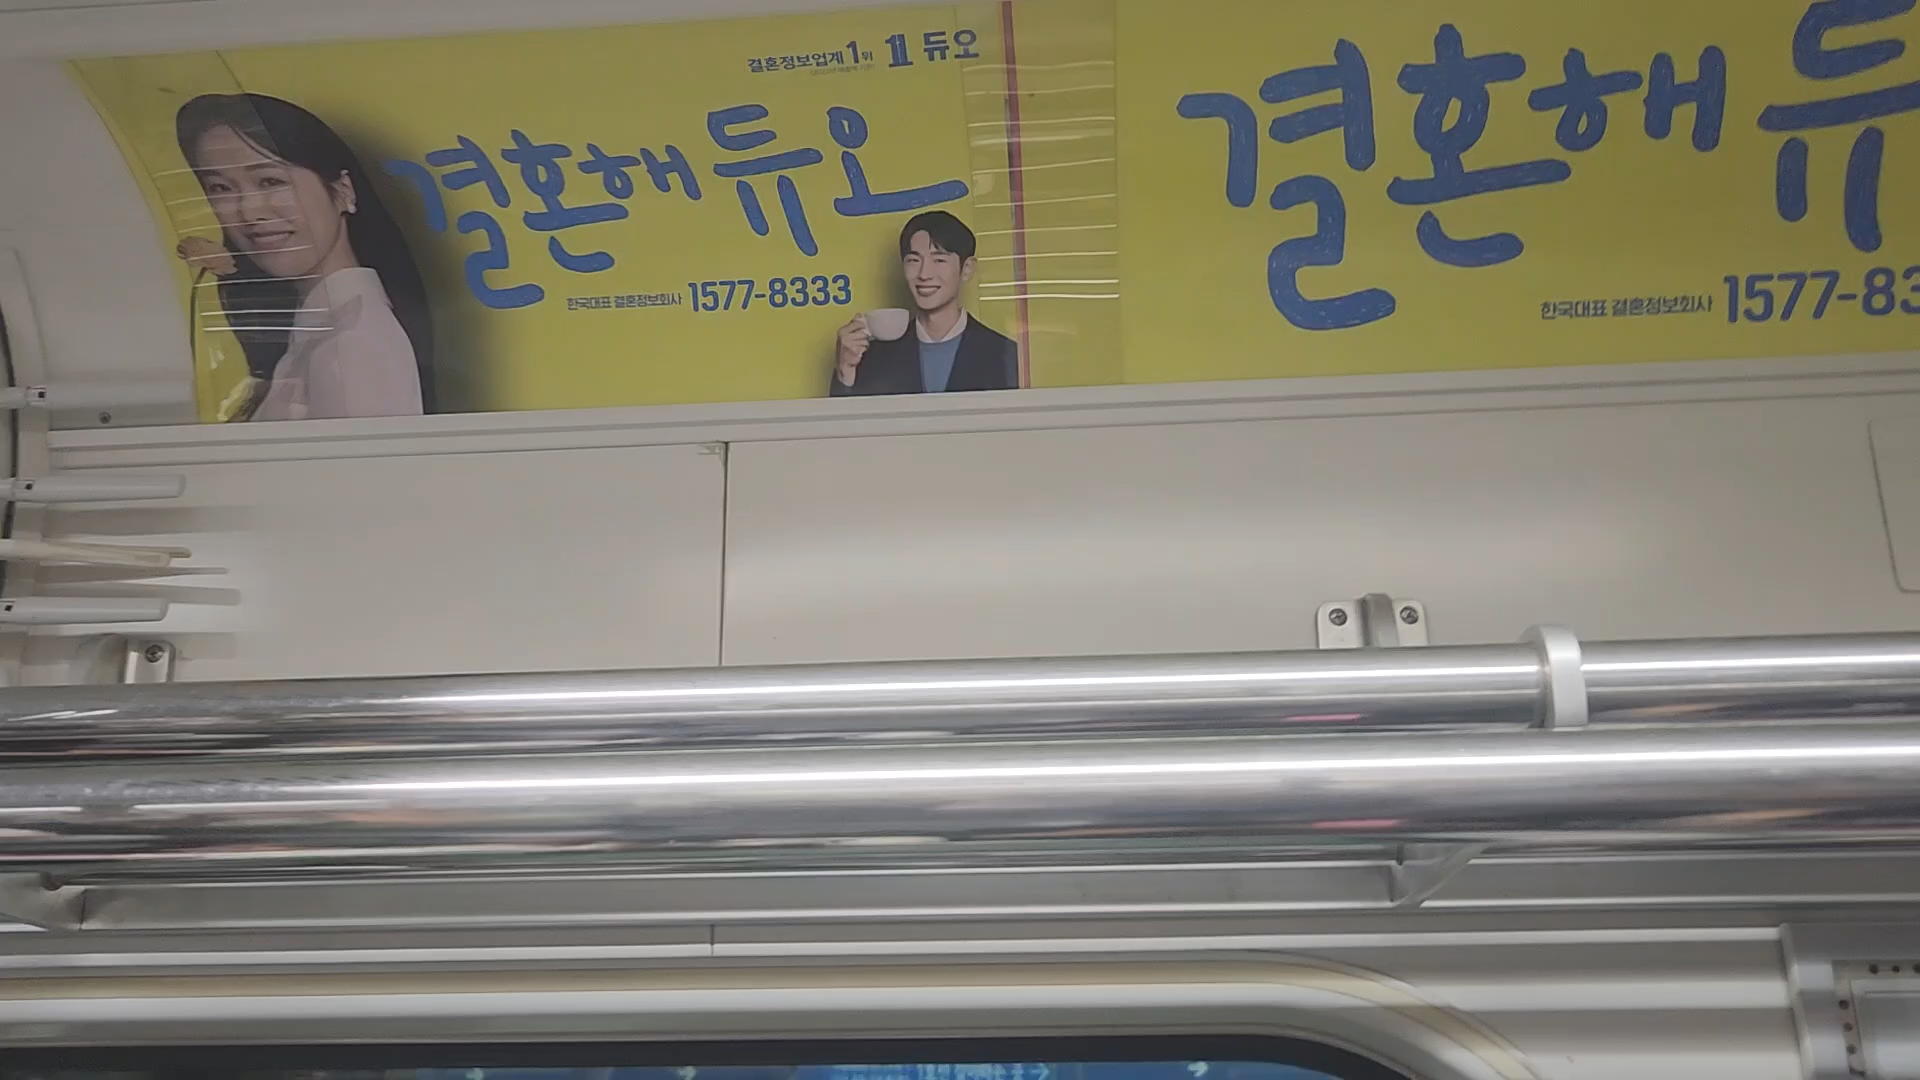 결혼정보업계 1위 듀오
결혼해 듀오
한국대표 결혼정보회사 1577-8333
결혼해 듀
한국대표 결혼정보회사 1577-83